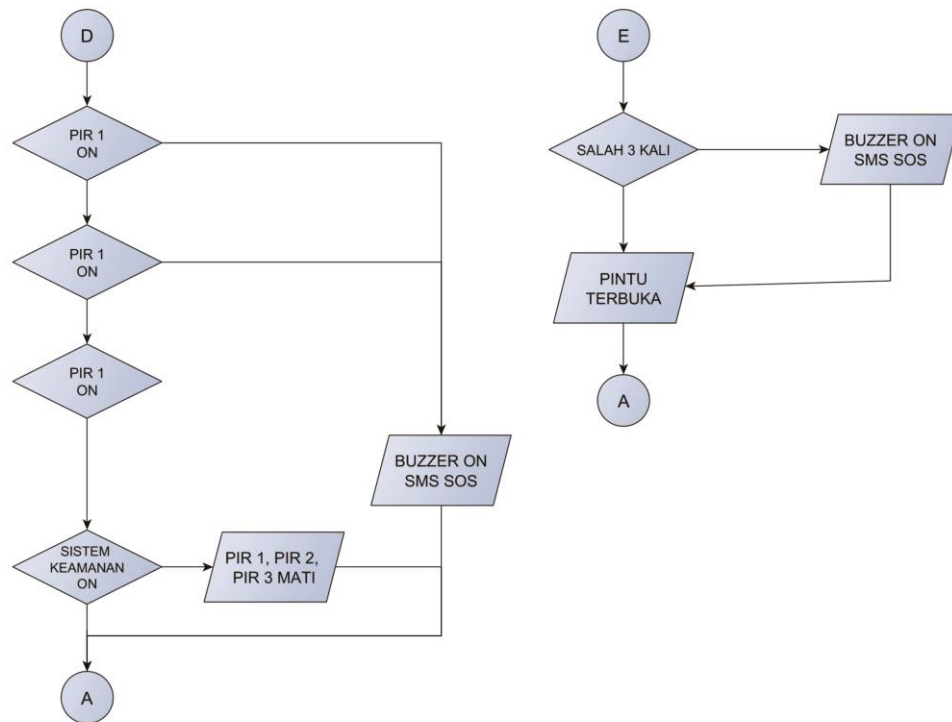 D
PIR 1
ON
PIR 1
ON
PIR 1
ON
BUZZER ON
SMS SOS
SISTEM
KEAMANAN
ON
PIR 1, PIR 2,
PIR 3 MATI
A
E
SALAH 3 KALI
BUZZER ON
SMS SOS
PINTU
TERBUKA
A